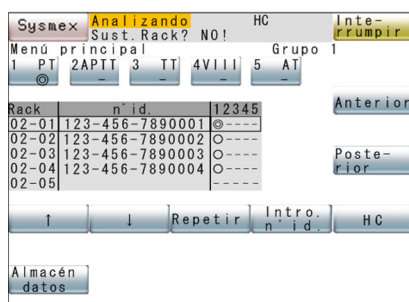 Sysmex Analizando HC Inte-
Sust. Rack? NO! rrumpir
Menú principal Grupo 1
1 PT 2APTT 3 TT 4VIII 5 AT
◎ - - - -
Rack n° id. 12345 Anterior
02-01 123-456-7890001 ◎----
02-02 123-456-7890002 ○----
02-03 123-456-7890003 ○---- Poste-
02-04 123-456-7890004 ○---- rior
02-05 -----
↑ ↓ Repetir Intro. n° id. HC
Almacén
datos